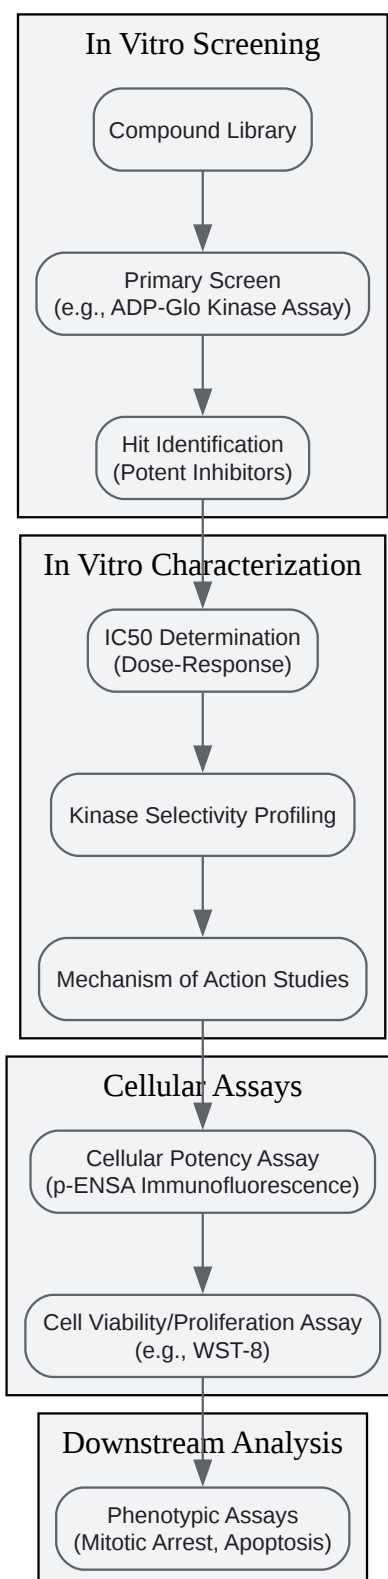 In Vitro Screening
Compound Library
Primary Screen
(e.g., ADP-Glo Kinase Assay)
Hit Identification
(Potent Inhibitors)
In Vitro Characterization
IC50 Determination
(Dose-Response)
Kinase Selectivity Profiling
Mechanism of Action Studies
Cellular Assays
Cellular Potency Assay
(p-ENSA Immunofluorescence)
Cell Viability/Proliferation Assay
(e.g., WST-8)
Downstream Analysis
Phenotypic Assays
(Mitotic Arrest, Apoptosis)